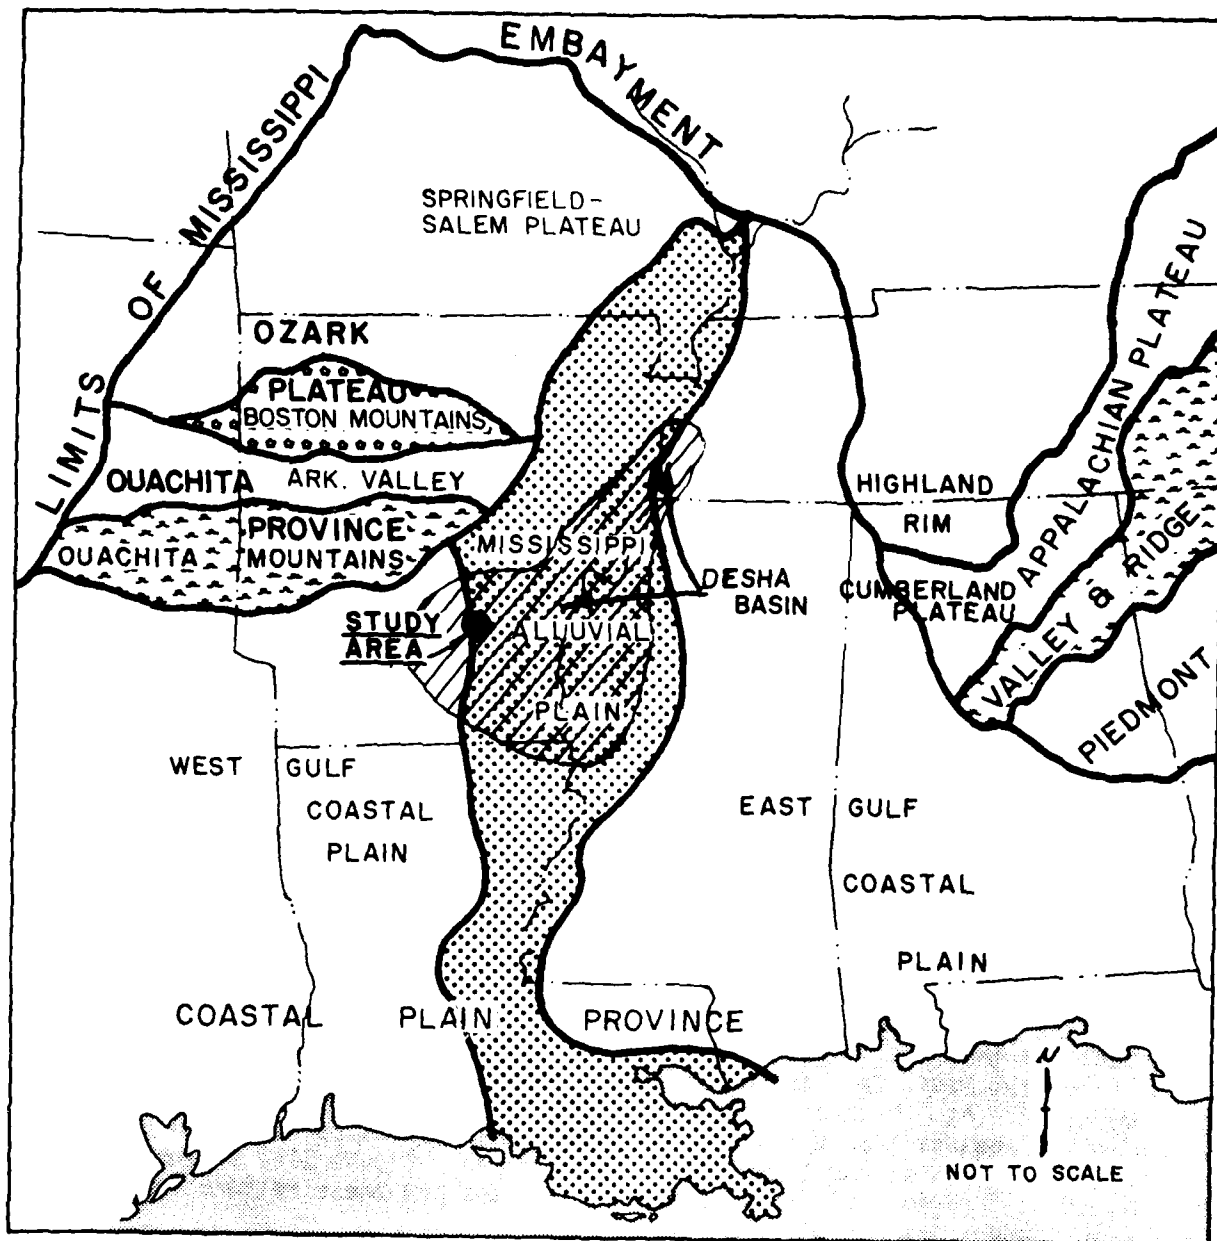 LIMITS OF MISSISSIPPI EMBAYMENT
SPRINGFIELD-
SALEM PLATEAU
OZARK
PLATEAU
BOSTON MOUNTAINS
OUACHITA
ARK. VALLEY
PROVINCE
OUACHITA MOUNTAINS
MISSISSIPPI
ALLUVIAL
PLAIN
STUDY
AREA
DESHA
BASIN
HIGHLAND
RIM
CUMBERLAND
PLATEAU
APPALACHIAN PLATEAU
VALLEY & RIDGE
PIEDMONT
WEST GULF
COASTAL
PLAIN
EAST GULF
COASTAL
PLAIN
COASTAL PLAIN PROVINCE
N
NOT TO SCALE